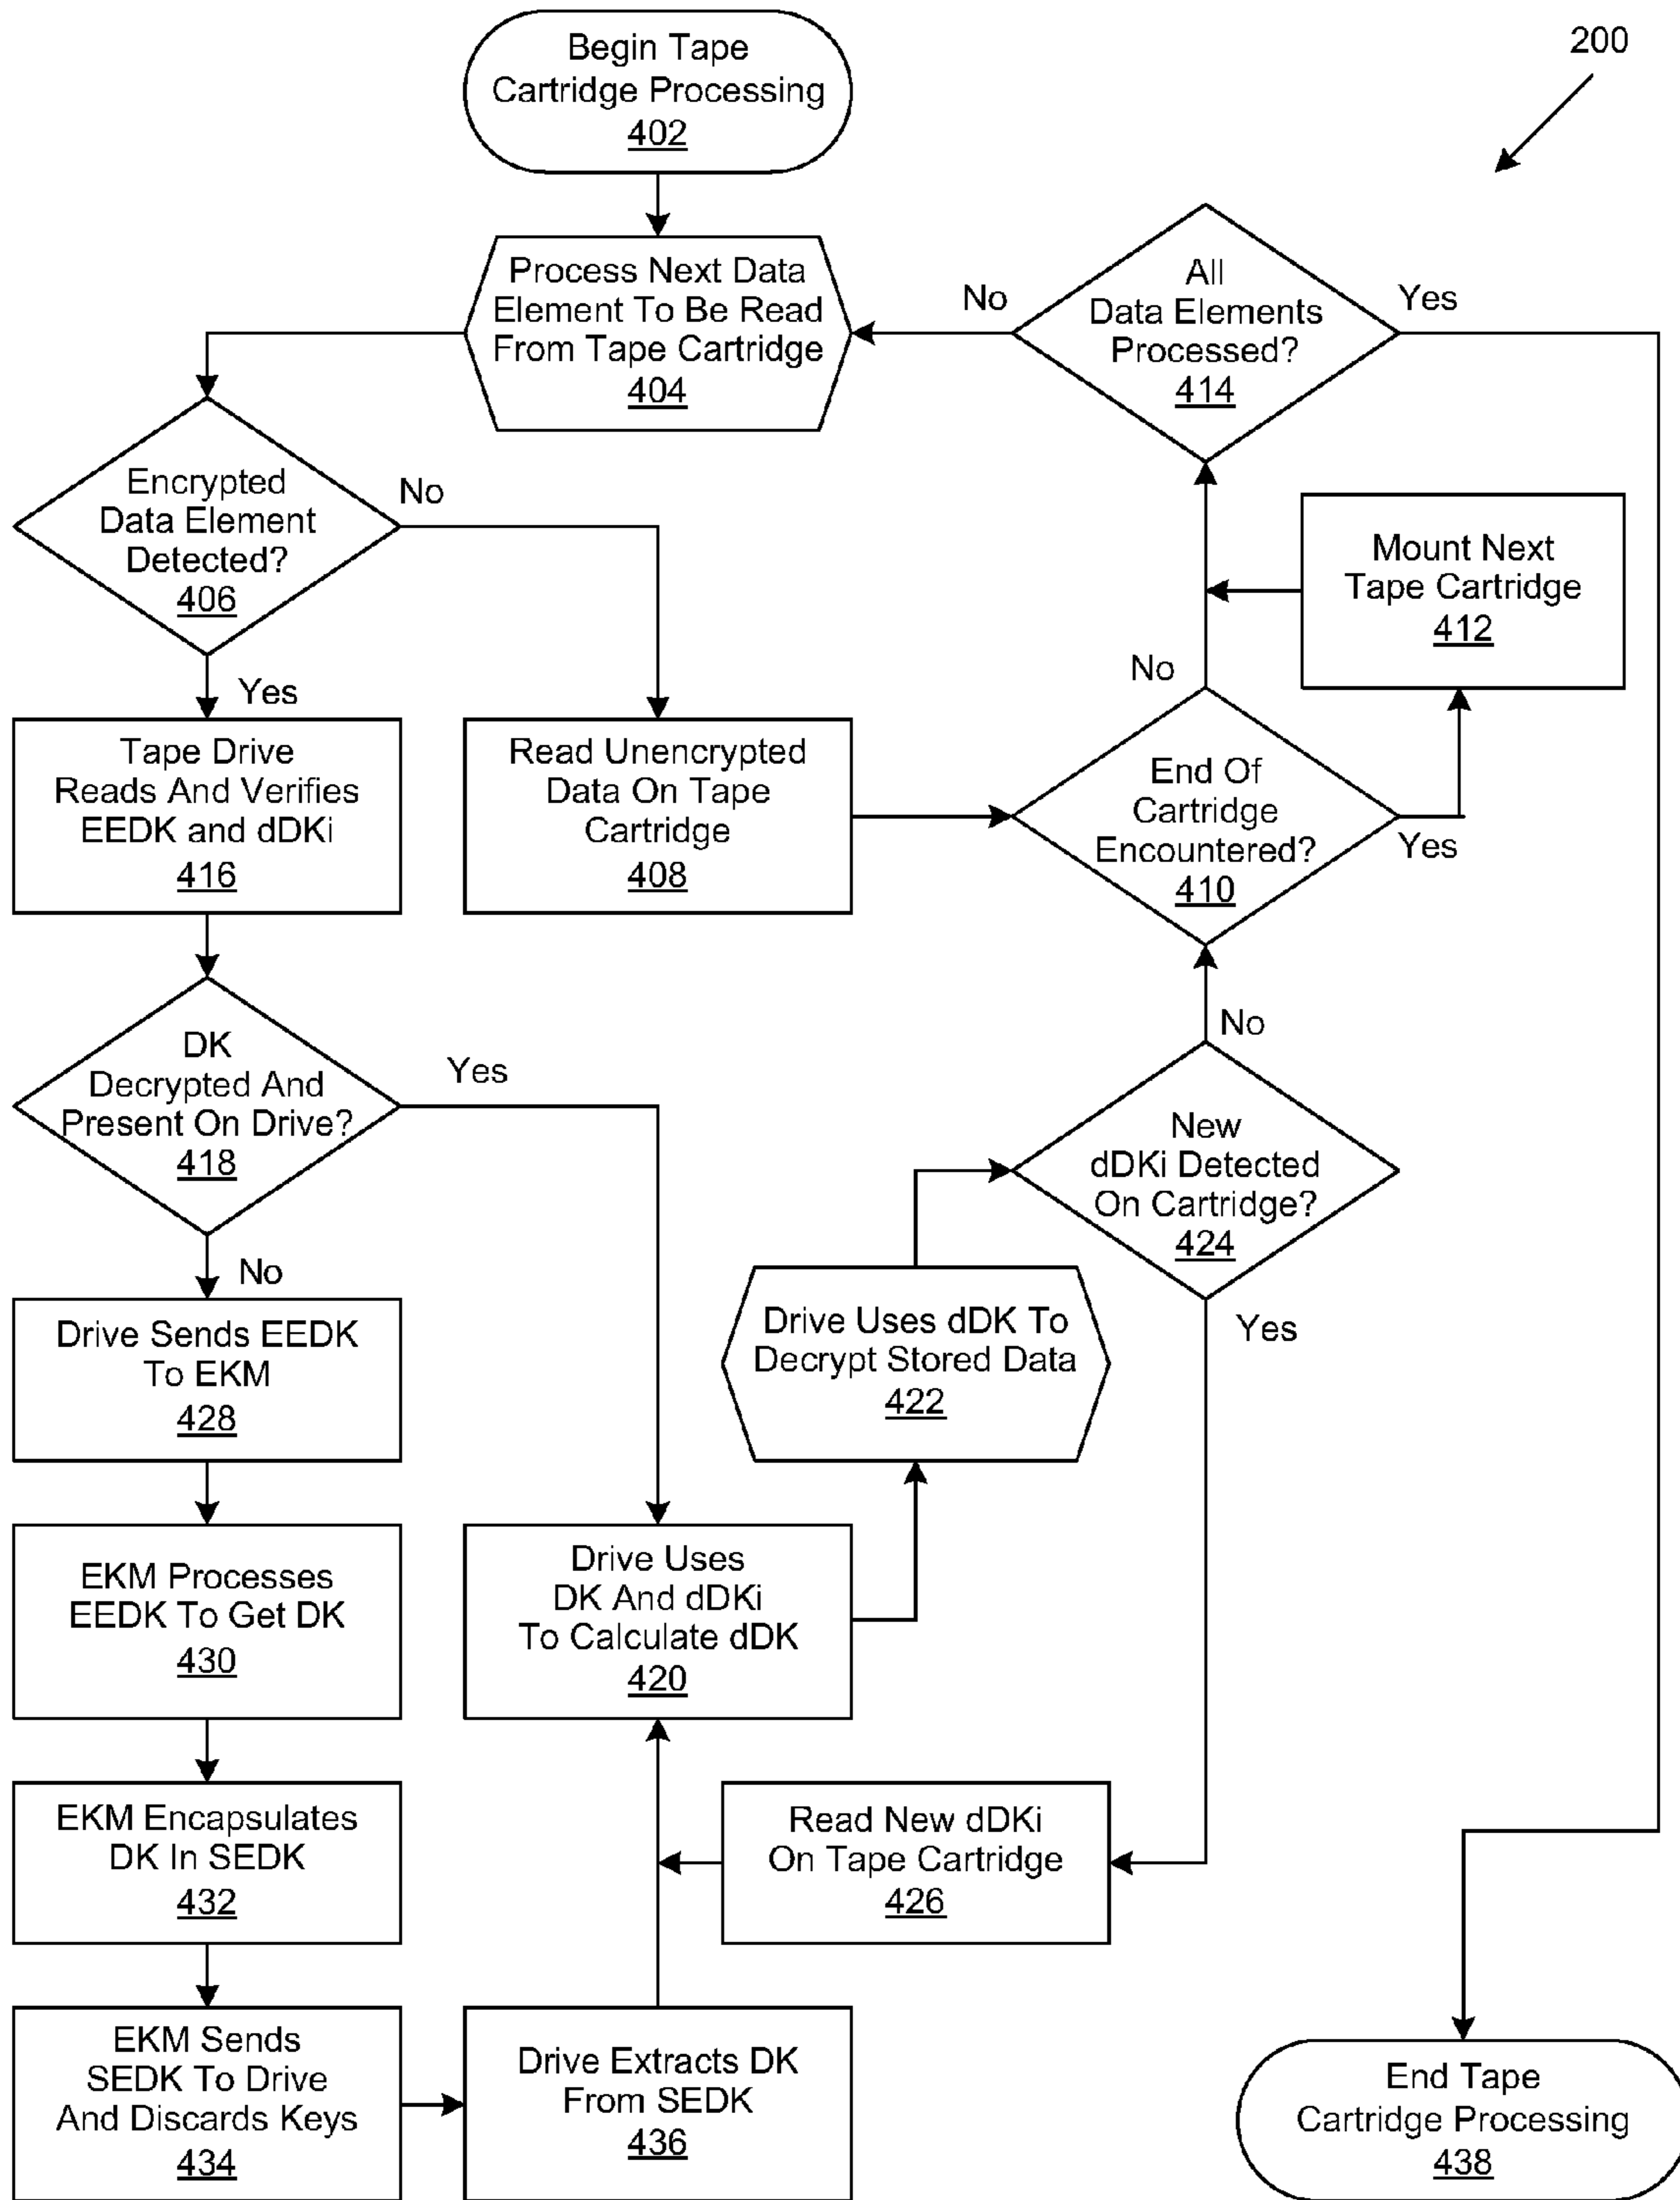 Begin Tape
Cartridge Processing
402
200
Process Next Data
Element To Be Read
From Tape Cartridge
404
No
All
Data Elements
Processed?
414
Yes
Encrypted
Data Element
Detected?
406
No
Yes
Mount Next
Tape Cartridge
412
No
Tape Drive
Reads And Verifies
EEDK and dDKi
416
Read Unencrypted
Data On Tape
Cartridge
408
End Of
Cartridge
Encountered?
410
Yes
No
DK
Decrypted And
Present On Drive?
418
Yes
No
New
dDKi Detected
On Cartridge?
424
Yes
Drive Sends EEDK
To EKM
428
Drive Uses dDK To
Decrypt Stored Data
422
EKM Processes
EEDK To Get DK
430
Drive Uses
DK And dDKi
To Calculate dDK
420
EKM Encapsulates
DK In SEDK
432
Read New dDKi
On Tape Cartridge
426
EKM Sends
SEDK To Drive
And Discards Keys
434
Drive Extracts DK
From SEDK
436
End Tape
Cartridge Processing
438